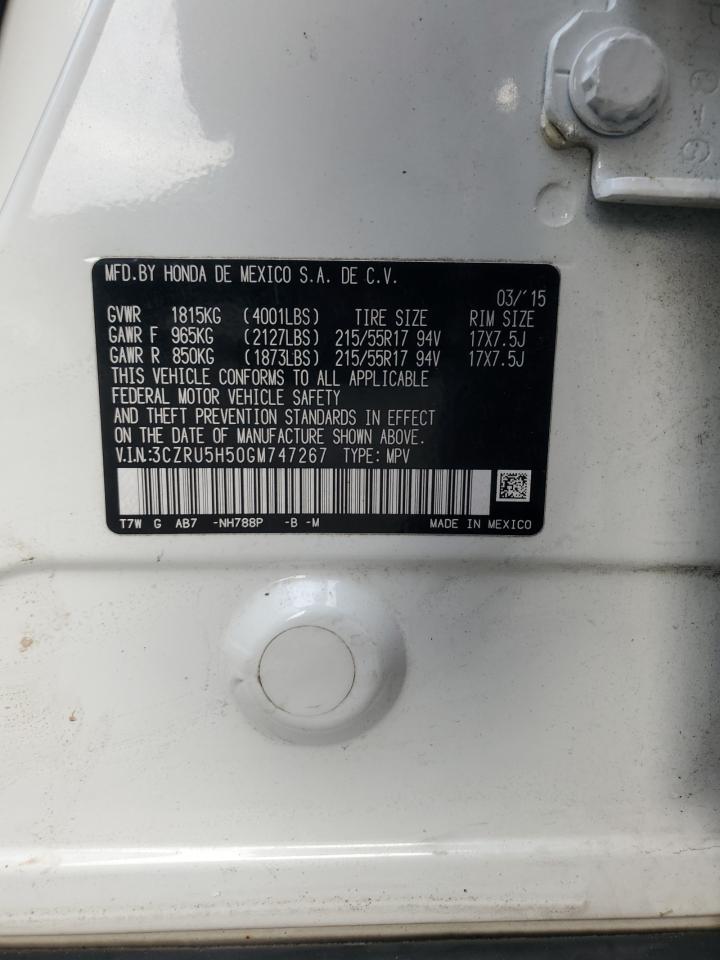 MFD.BY HONDA DE MEXICO S.A. DE C.V.
03/'15
GVWR 1815KG (4001LBS) TIRE SIZE RIM SIZE
GAWR F 965KG (2127LBS) 215/55R17 94V 17X7.5J
GAWR R 850KG (1873LBS) 215/55R17 94V 17X7.5J
THIS VEHICLE CONFORMS TO ALL APPLICABLE
FEDERAL MOTOR VEHICLE SAFETY
AND THEFT PREVENTION STANDARDS IN EFFECT
ON THE DATE OF MANUFACTURE SHOWN ABOVE.
V.I.N.:3CZRU5H50GM747267 TYPE: MPV
T7W G AB7 -NH788P -B -M MADE IN MEXICO